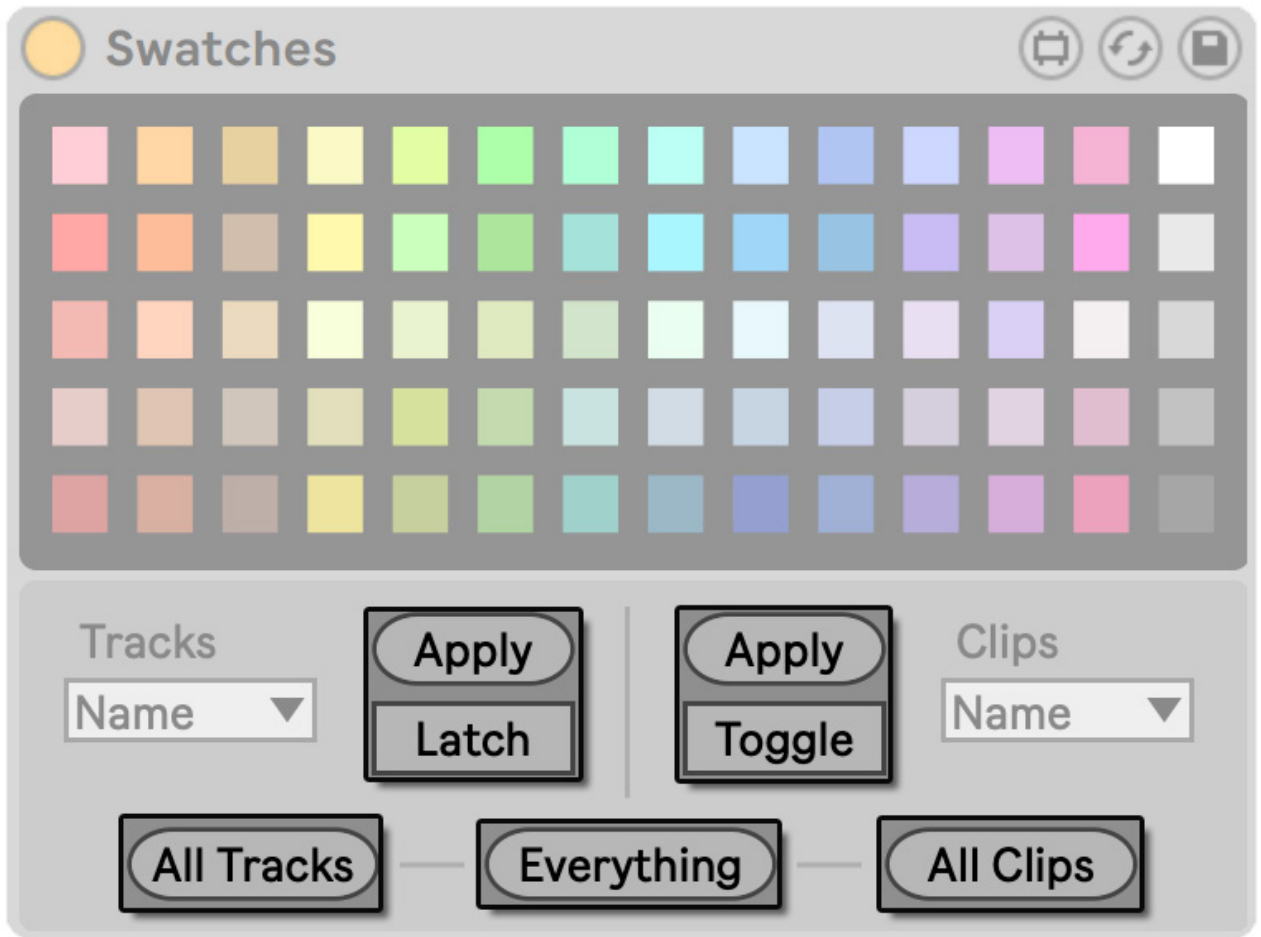 Swatches
Tracks
Name
Apply
Latch
Apply
Toggle
Clips
Name
All Tracks
Everything
All Clips